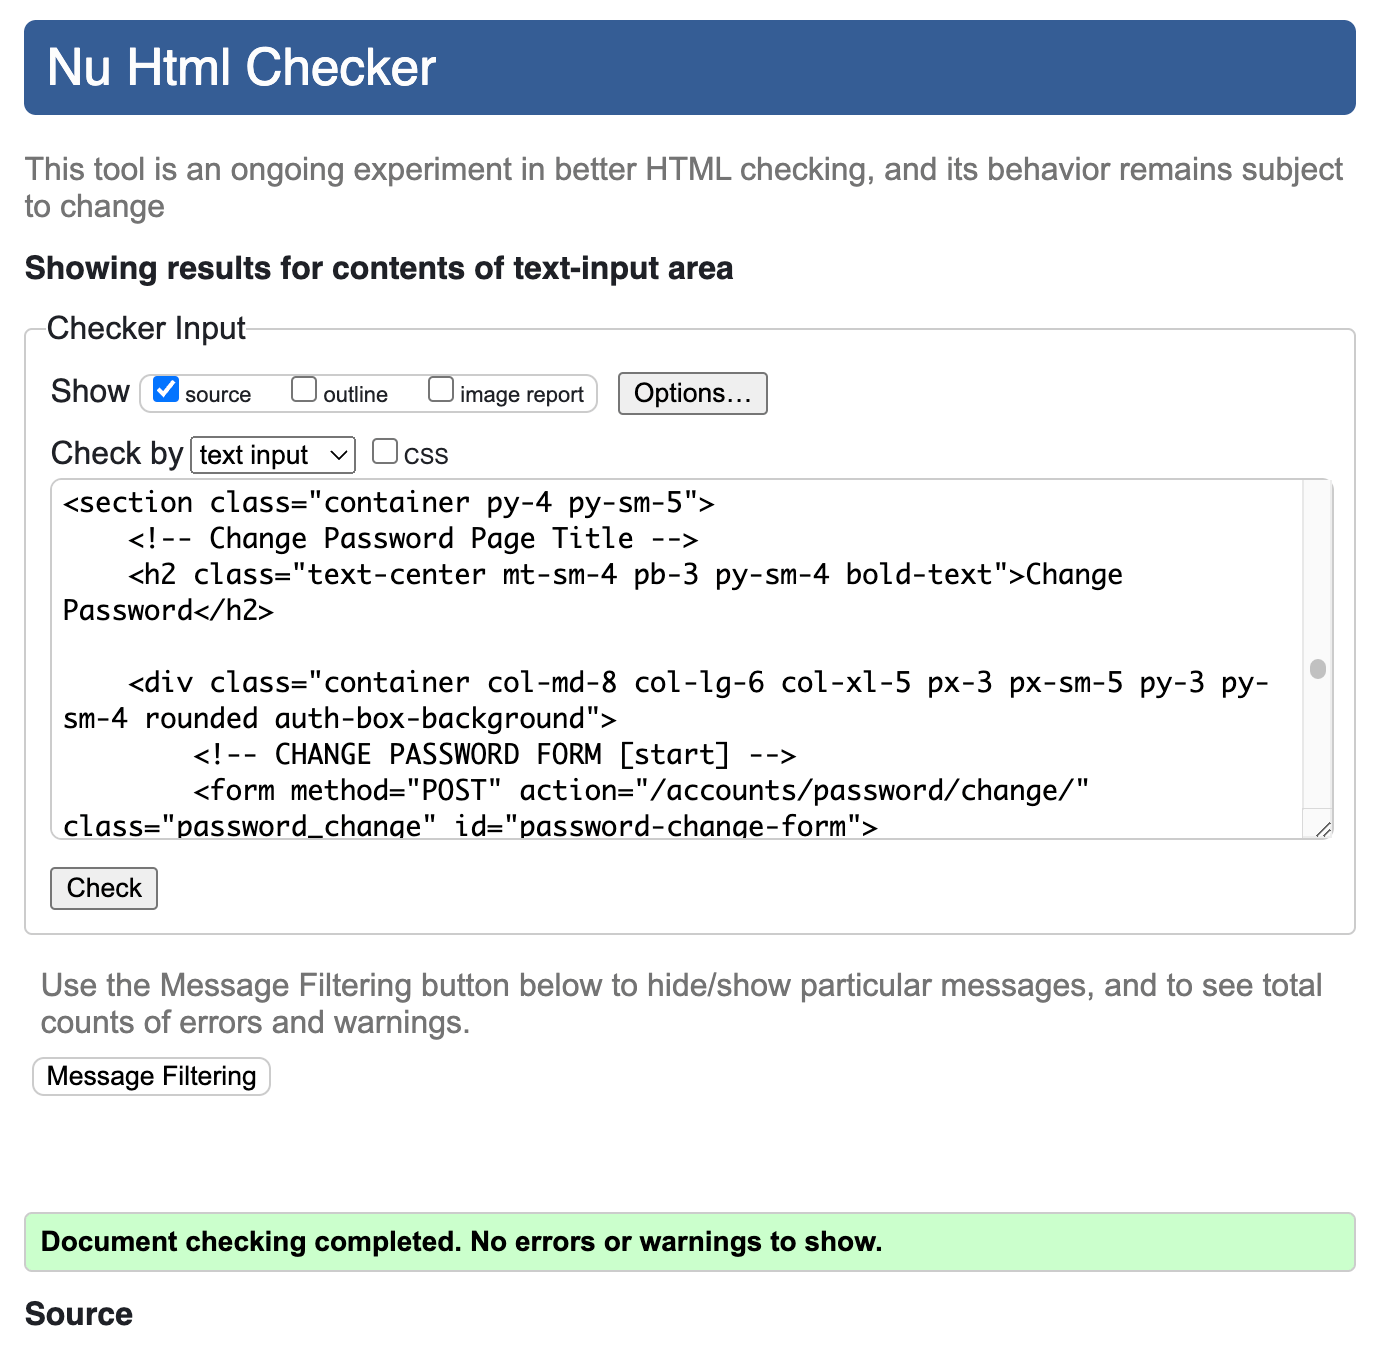 Nu Html Checker
This tool is an ongoing experiment in better HTML checking, and its behavior remains subject
to change
Showing results for contents of text-input area
Checker Input
Show source outline image report Options...
Check by text input css
<section class="container py-4 py-sm-5">
    <!-- Change Password Page Title -->
    <h2 class="text-center mt-sm-4 pb-3 py-sm-4 bold-text">Change
Password</h2>
    <div class="container col-md-8 col-lg-6 col-xl-5 px-3 px-sm-5 py-3 py-
sm-4 rounded auth-box-background">
        <!-- CHANGE PASSWORD FORM [start] -->
        <form method="POST" action="/accounts/password/change/"
class="password_change" id="password-change-form">
Check
Use the Message Filtering button below to hide/show particular messages, and to see total
counts of errors and warnings.
Message Filtering
Document checking completed. No errors or warnings to show.
Source